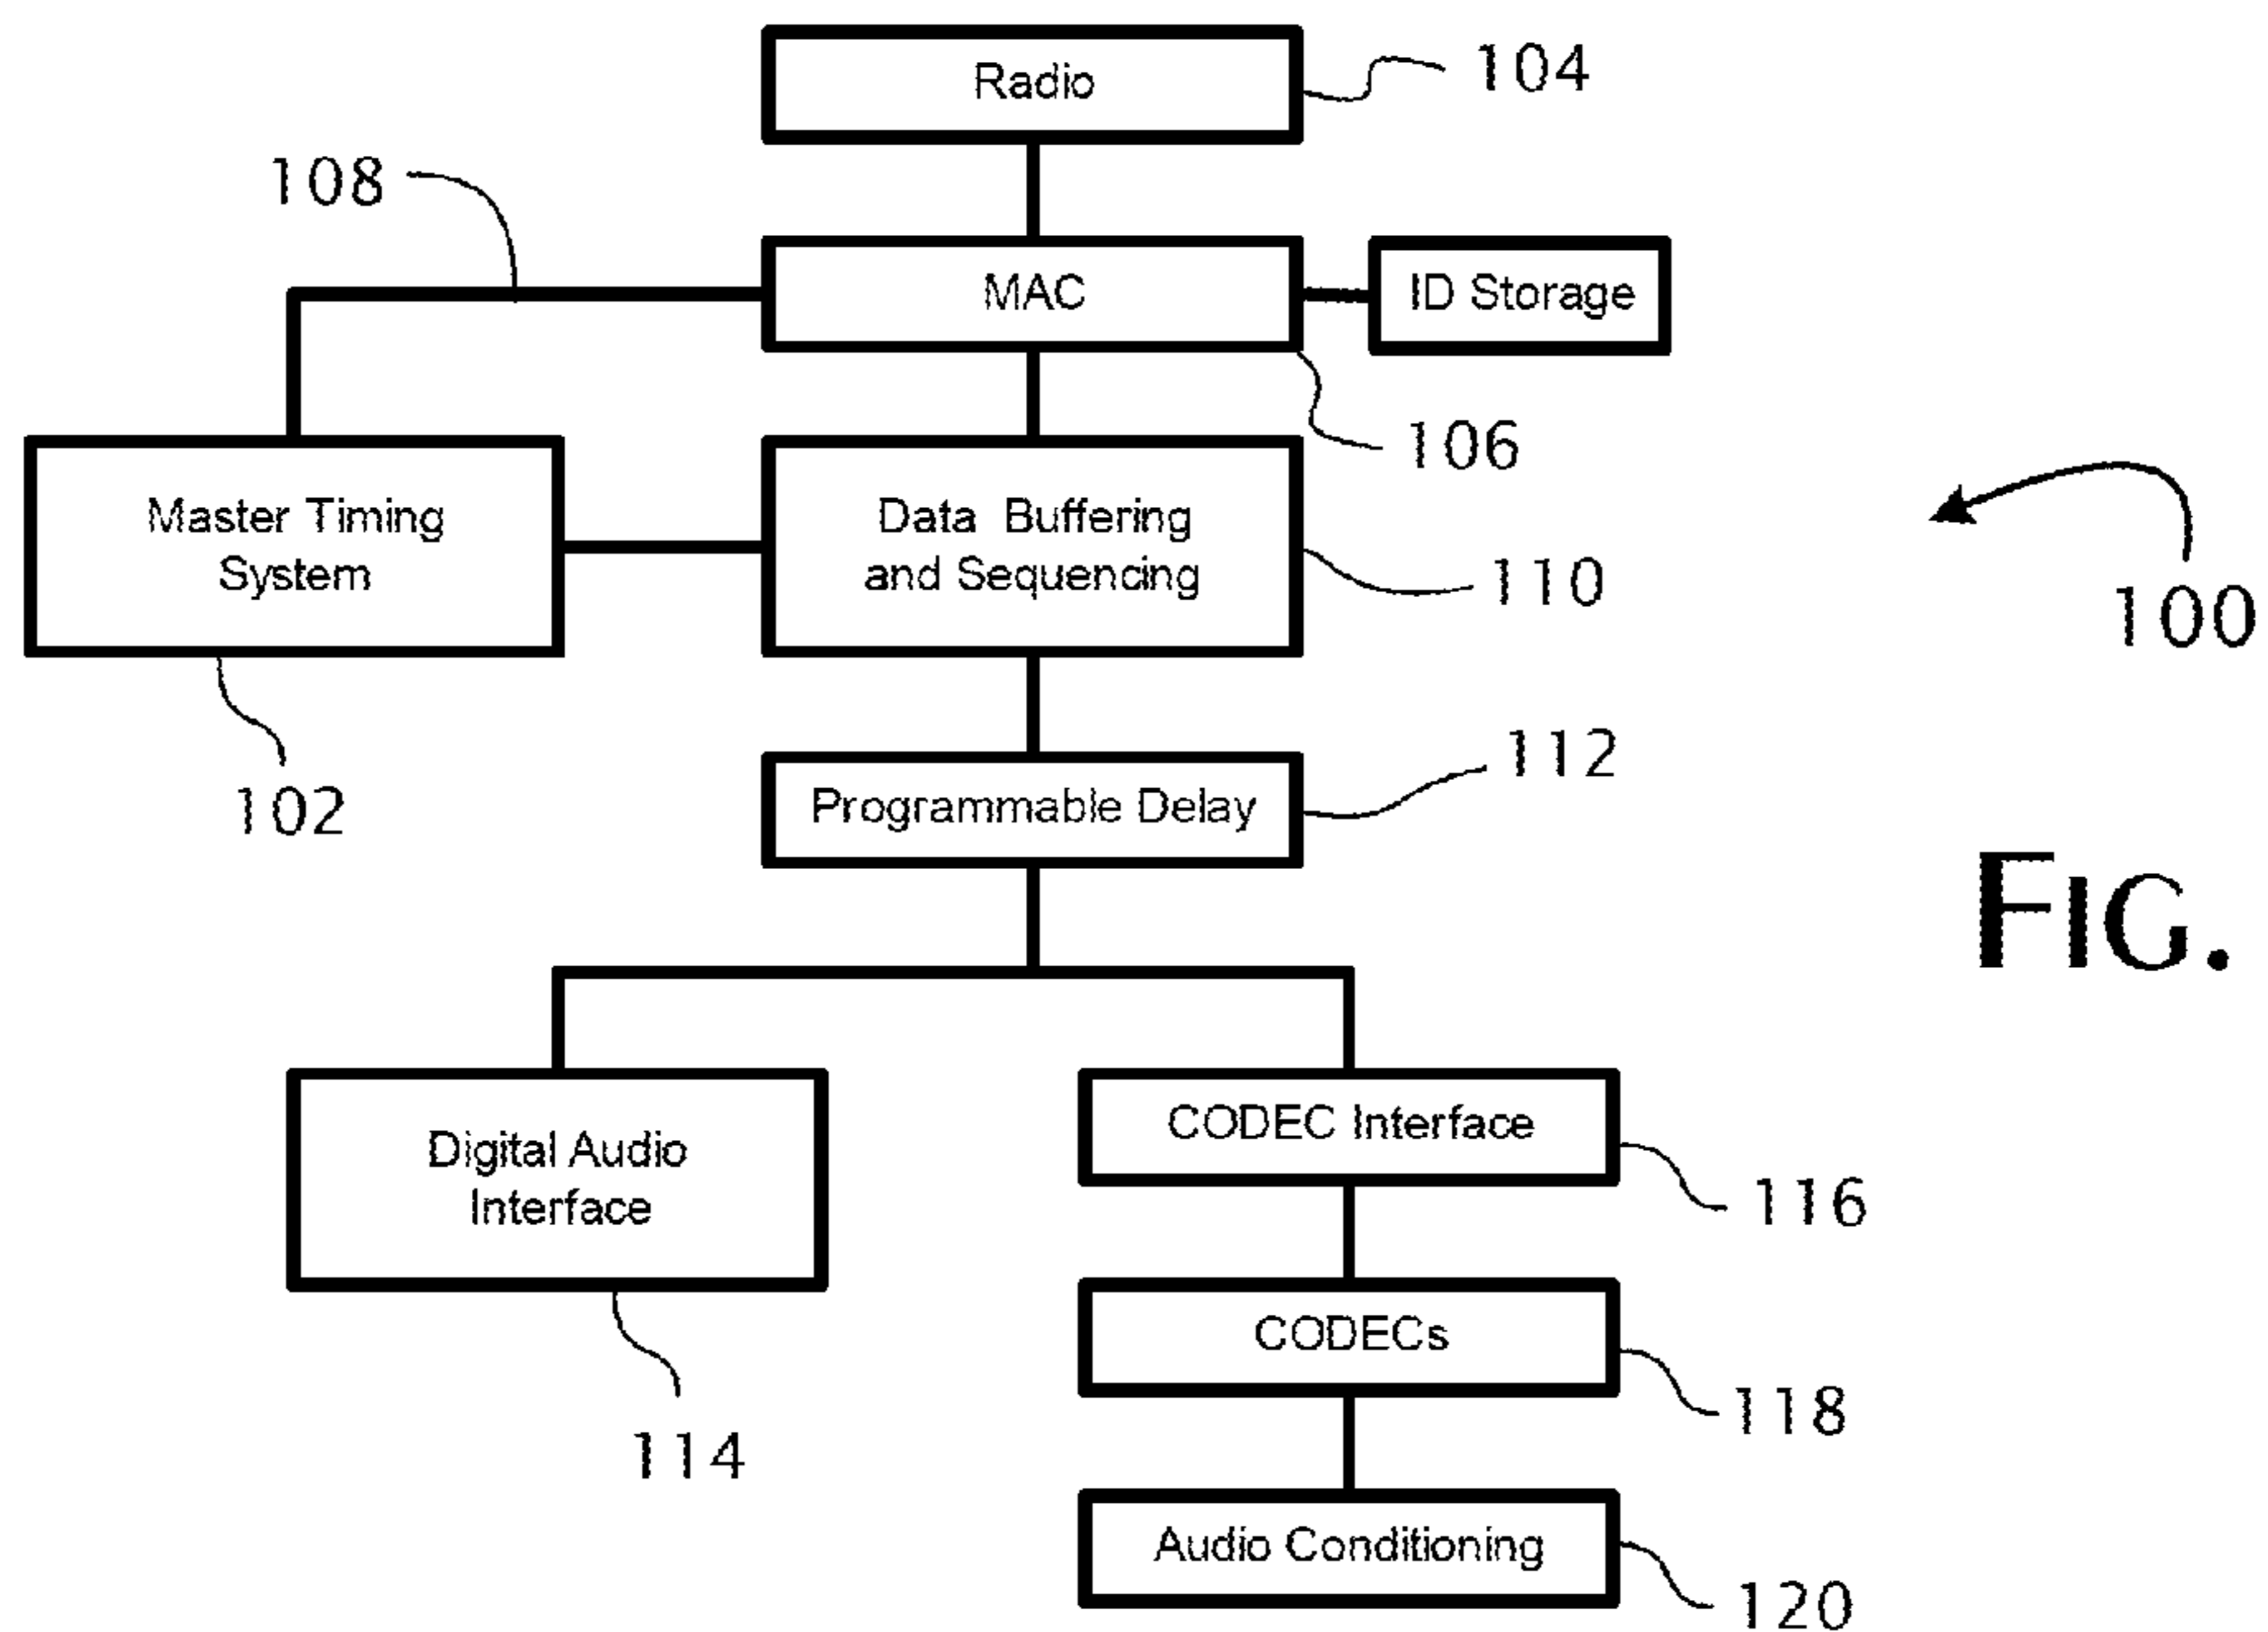 Radio
104
108
MAC
ID Storage
106
Master Timing
System
Data Buffering
and Sequencing
110
100
102
Programmable Delay
112
FIG.
Digital Audio
Interface
CODEC Interface
116
114
CODECs
118
Audio Conditioning
120